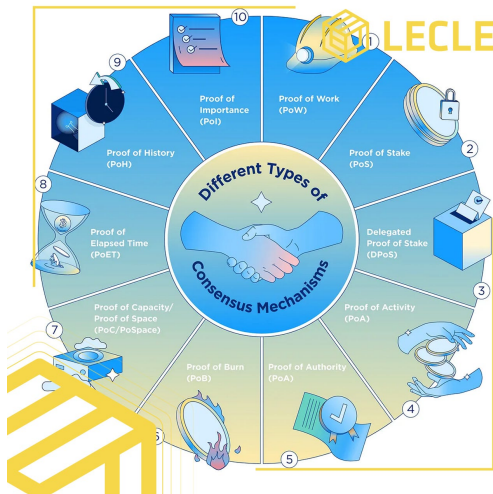 LECLE
Different Types of
Consensus Mechanisms
1
Proof of Work
(PoW)
2
Proof of Stake
(PoS)
3
Delegated
Proof of Stake
(DPoS)
4
Proof of Activity
(PoA)
5
Proof of Authority
(PoA)
6
Proof of Burn
(PoB)
7
Proof of Capacity/
Proof of Space
(PoC/PoSpace)
8
Proof of
Elapsed Time
(PoET)
9
Proof of History
(PoH)
10
Proof of
Importance
(PoI)